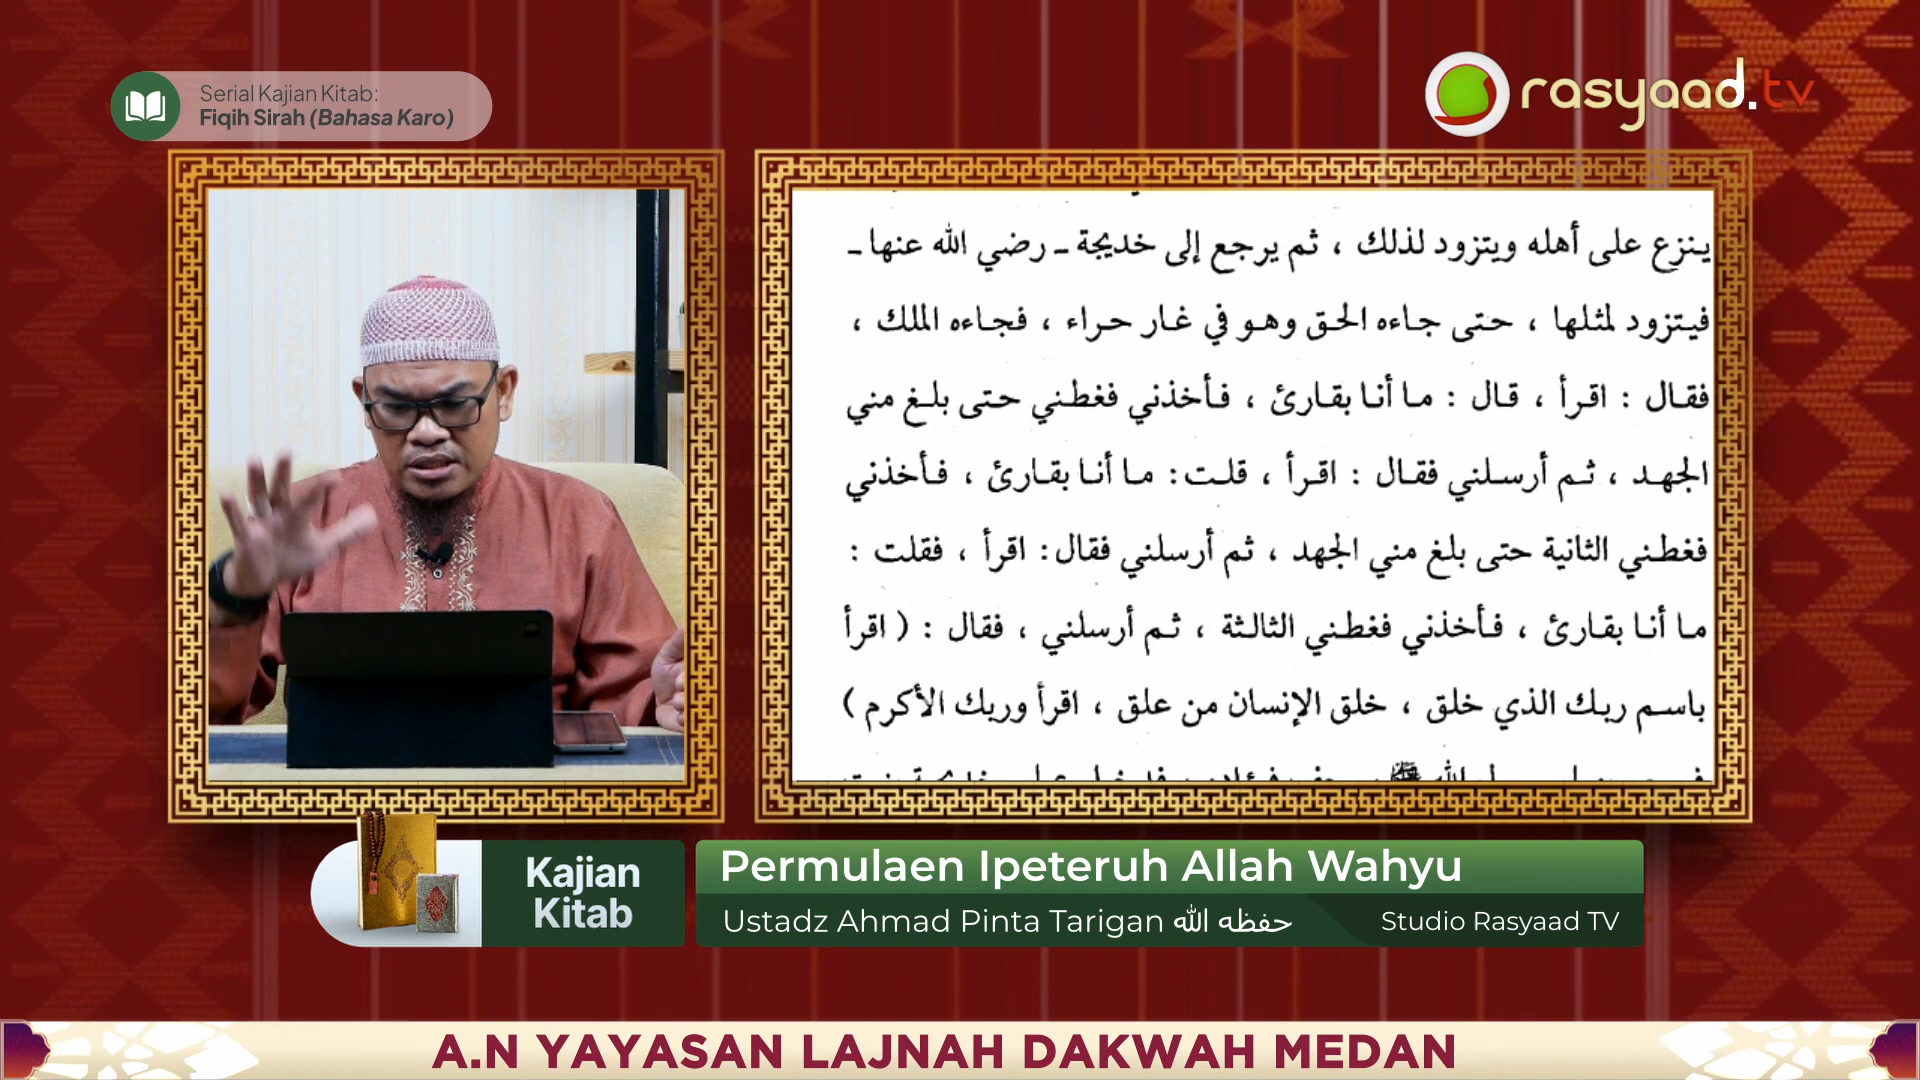 Serial Kajian Kitab:
Fiqih Sirah (Bahasa Karo)
rasyaad.tv
ينزع على أهله ويتزود لذلك ، ثم يرجع إلى خديجة ـ رضي الله عنها ـ
فيتزود لمثلها ، حتى جاءه الحق وهو في غار حراء ، فجاءه الملك ،
فقال : اقرأ ، قال : ما أنا بقارئ ، فأخذني فغطني حتى بلغ مني
الجهد ، ثم أرسلني فقال : اقرأ ، قلت : ما أنا بقارئ ، فأخذني
فغطني الثانية حتى بلغ مني الجهد ، ثم أرسلني فقال : اقرأ ، فقلت :
ما أنا بقارئ ، فأخذني فغطني الثالثة ، ثم أرسلني ، فقال : ( اقرأ
باسم ربك الذي خلق ، خلق الإنسان من علق ، اقرأ وربك الأكرم )
Kajian
Kitab
Permulaen Ipeteruh Allah Wahyu
Ustadz Ahmad Pinta Tarigan حفظه الله
Studio Rasyaad TV
A.N YAYASAN LAJNAH DAKWAH MEDAN